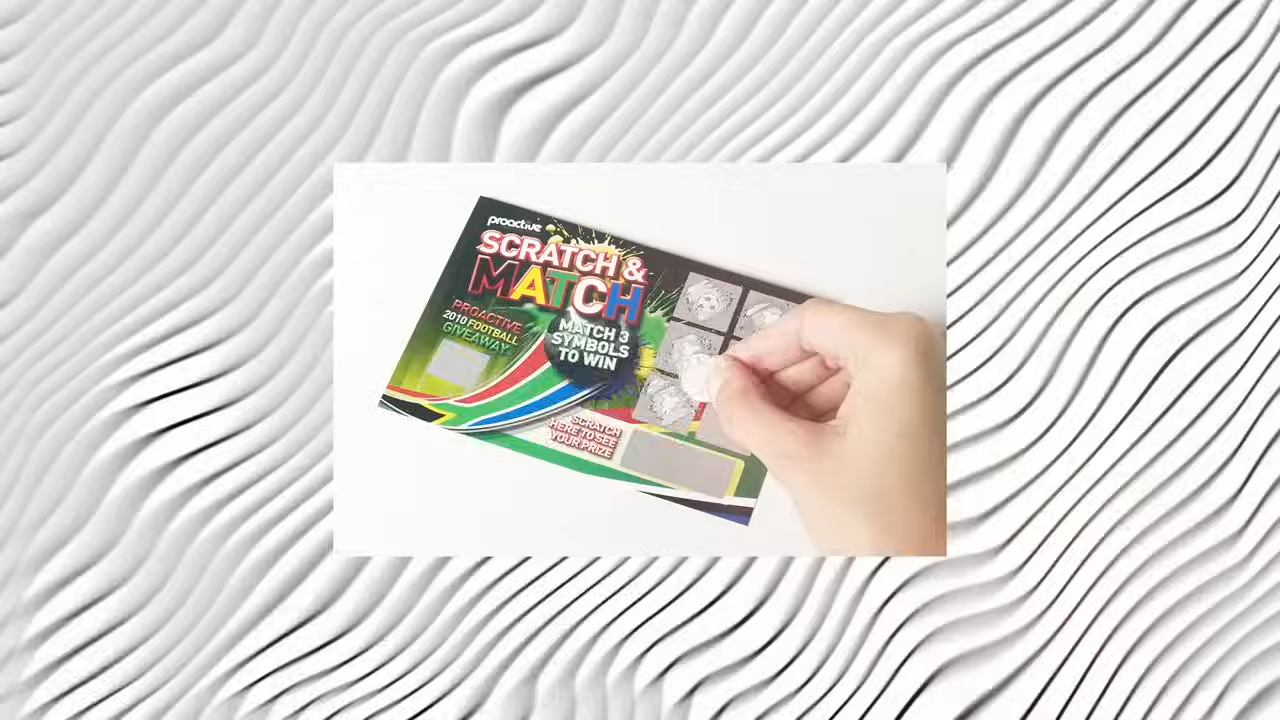 proactive
SCRATCH &
MATCH
PROACTIVE
2010 FOOTBALL
GIVEAWAY
MATCH 3
SYMBOLS
TO WIN
SCRATCH
HERE TO SEE
YOUR PRIZE